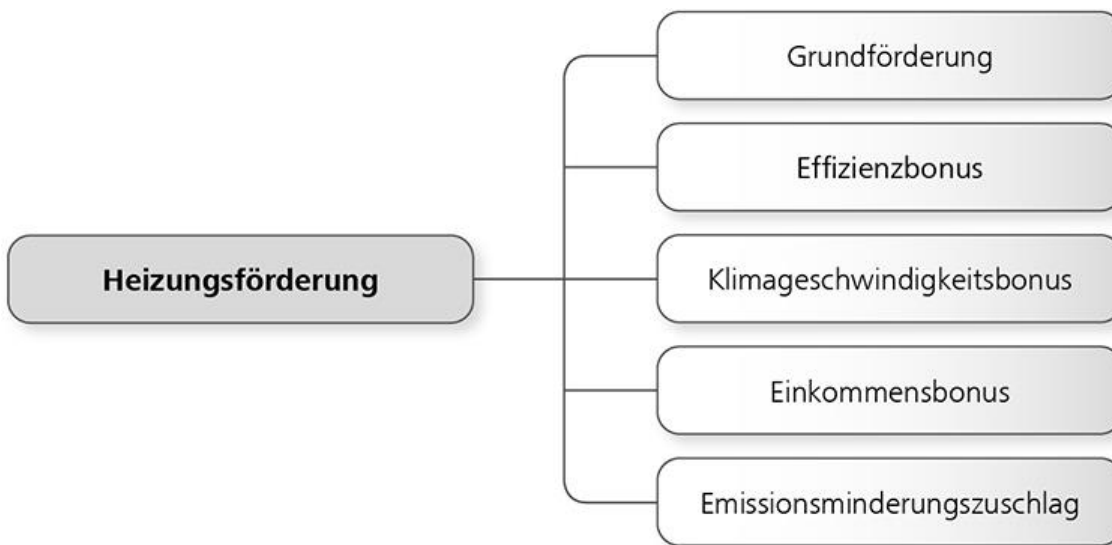 Grundförderung
Effizienzbonus
Heizungsförderung
Klimageschwindigkeitsbonus
Einkommensbonus
Emissionsminderungszuschlag